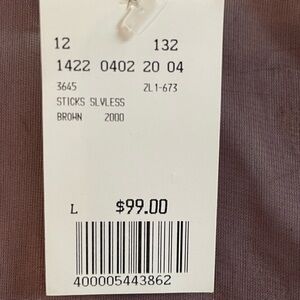 12 132
1422 0402 20 04
3645 2L1-673
STICKS SLVLESS
BROWN 2000
L $99.00
400005443862